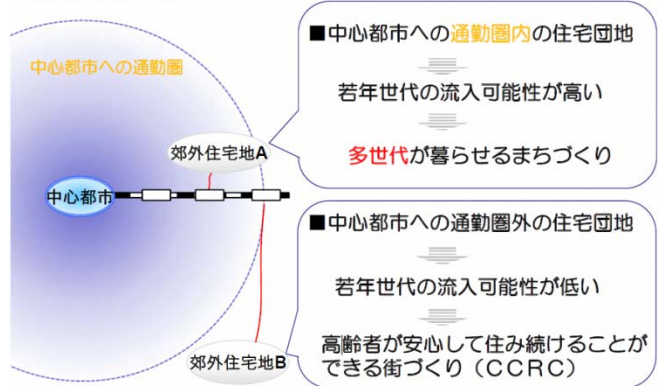 中心都市への通勤圏
郊外住宅地A
中心都市
郊外住宅地B
■中心都市への通勤圏内の住宅団地
若年世代の流入可能性が高い
多世代が暮らせるまちづくり
■中心都市への通勤圏外の住宅団地
若年世代の流入可能性が低い
高齢者が安心して住み続けることが
できる街づくり（ＣＣＲＣ）